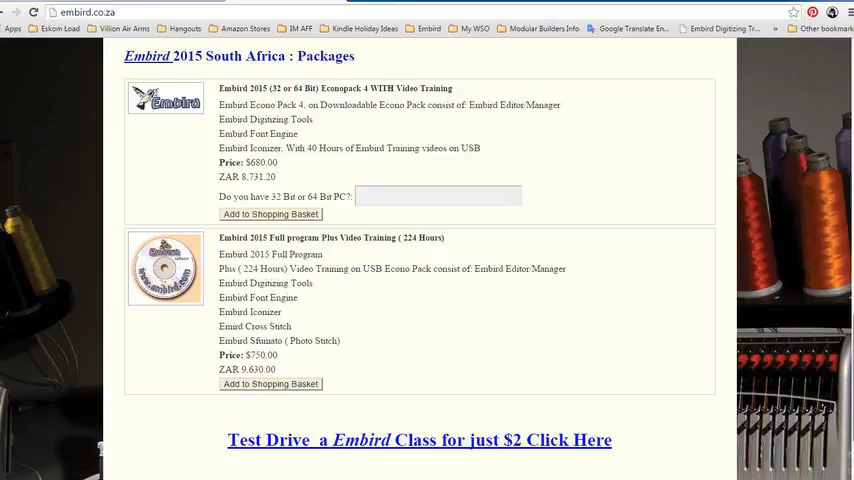 embird.co.za
Apps Eskom Load Villion Air Arms Hangouts Amazon Stores IM AFF Kindle Holiday Ideas Embird My WSO Modular Builders Info Google Translate En... Embird Digitizing Tr... » Other bookmark
Embird 2015 South Africa : Packages
Embird 2015 (32 or 64 Bit) Econopack 4 WITH Video Training
Embird Econo Pack 4. on Downloadable Econo Pack consist of: Embird Editor/Manager
Embird Digitizing Tools
Embird Font Engine
Embird Iconizer. With 40 Hours of Embird Training videos on USB
Price: $680.00
ZAR 8,731.20
Do you have 32 Bit or 64 Bit PC?:
Add to Shopping Basket
Embird
Embird 2015 Full program Plus Video Training ( 224 Hours)
Embird 2015 Full Program
Plus ( 224 Hours) Video Training on USB Econo Pack consist of: Embird Editor/Manager
Embird Digitizing Tools
Embird Font Engine
Embird Iconizer
Emird Cross Stitch
Embird Sfumato ( Photo Stitch)
Price: $750.00
ZAR 9,630.00
Add to Shopping Basket
Embird
www.embird.com
Test Drive a Embird Class for just $2 Click Here